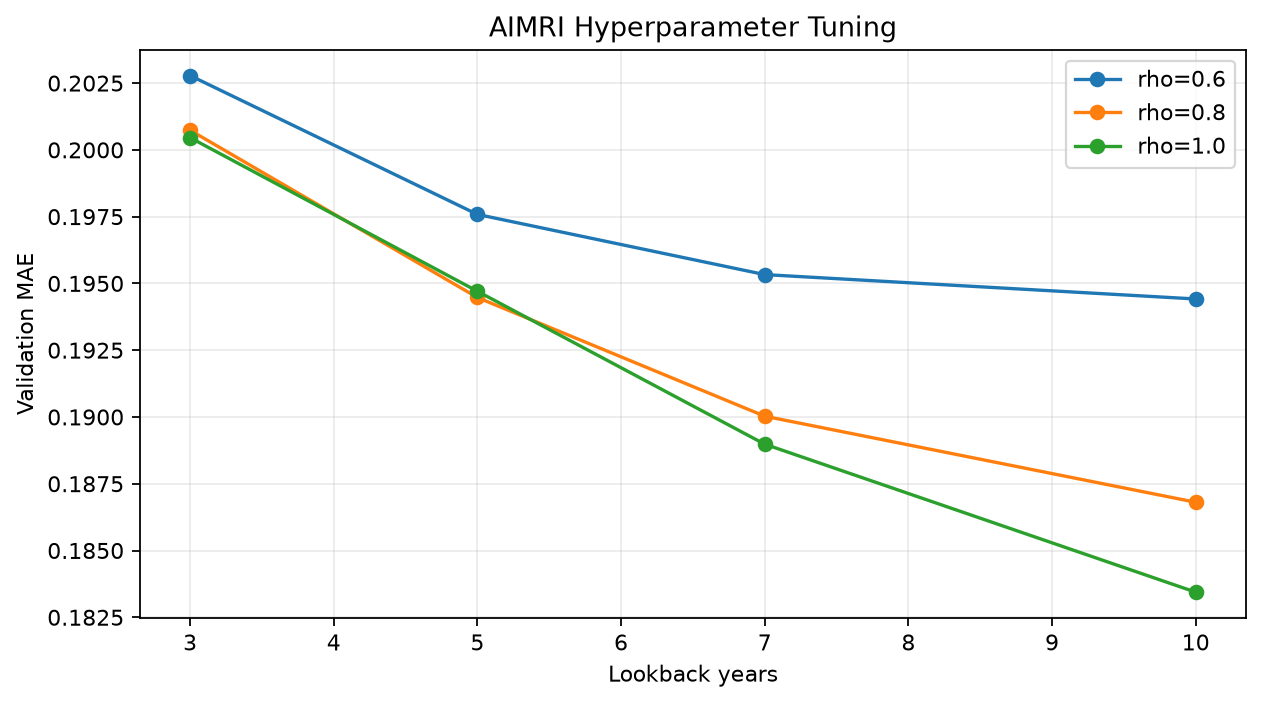 AIMRI Hyperparameter Tuning
rho=0.6
rho=0.8
rho=1.0
Validation MAE
0.2025
0.2000
0.1975
0.1950
0.1925
0.1900
0.1875
0.1850
0.1825
3 4 5 6 7 8 9 10
Lookback years